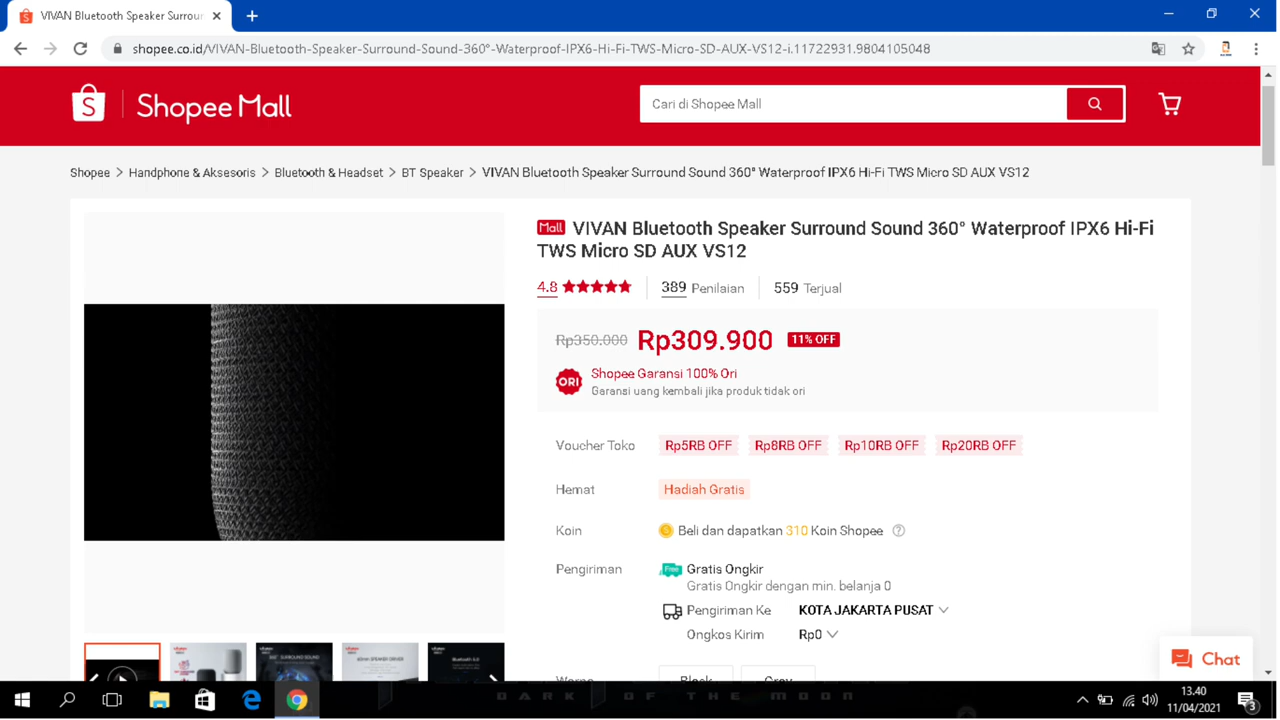 VIVAN Bluetooth Speaker Surroun
shopee.co.id/VIVAN-Bluetooth-Speaker-Surround-Sound-360°-Waterproof-IPX6-Hi-Fi-TWS-Micro-SD-AUX-VS12-i.11722931.9804105048
Shopee Mall
Cari di Shopee Mall
Shopee > Handphone & Aksesoris > Bluetooth & Headset > BT Speaker > VIVAN Bluetooth Speaker Surround Sound 360° Waterproof IPX6 Hi-Fi TWS Micro SD AUX VS12
Mall VIVAN Bluetooth Speaker Surround Sound 360° Waterproof IPX6 Hi-Fi
TWS Micro SD AUX VS12
4.8 389 Penilaian 559 Terjual
Rp350.000 Rp309.900 11% OFF
ORI Shopee Garansi 100% Ori
Garansi uang kembali jika produk tidak ori
Voucher Toko Rp5RB OFF Rp8RB OFF Rp10RB OFF Rp20RB OFF
Hemat Hadiah Gratis
Koin Beli dan dapatkan 310 Koin Shopee ?
Pengiriman Free Gratis Ongkir
Gratis Ongkir dengan min. belanja 0
Pengiriman Ke KOTA JAKARTA PUSAT
Ongkos Kirim Rp0
Chat
Warna Black Gray
DARK OF THE MOON
13.40
11/04/2021
3